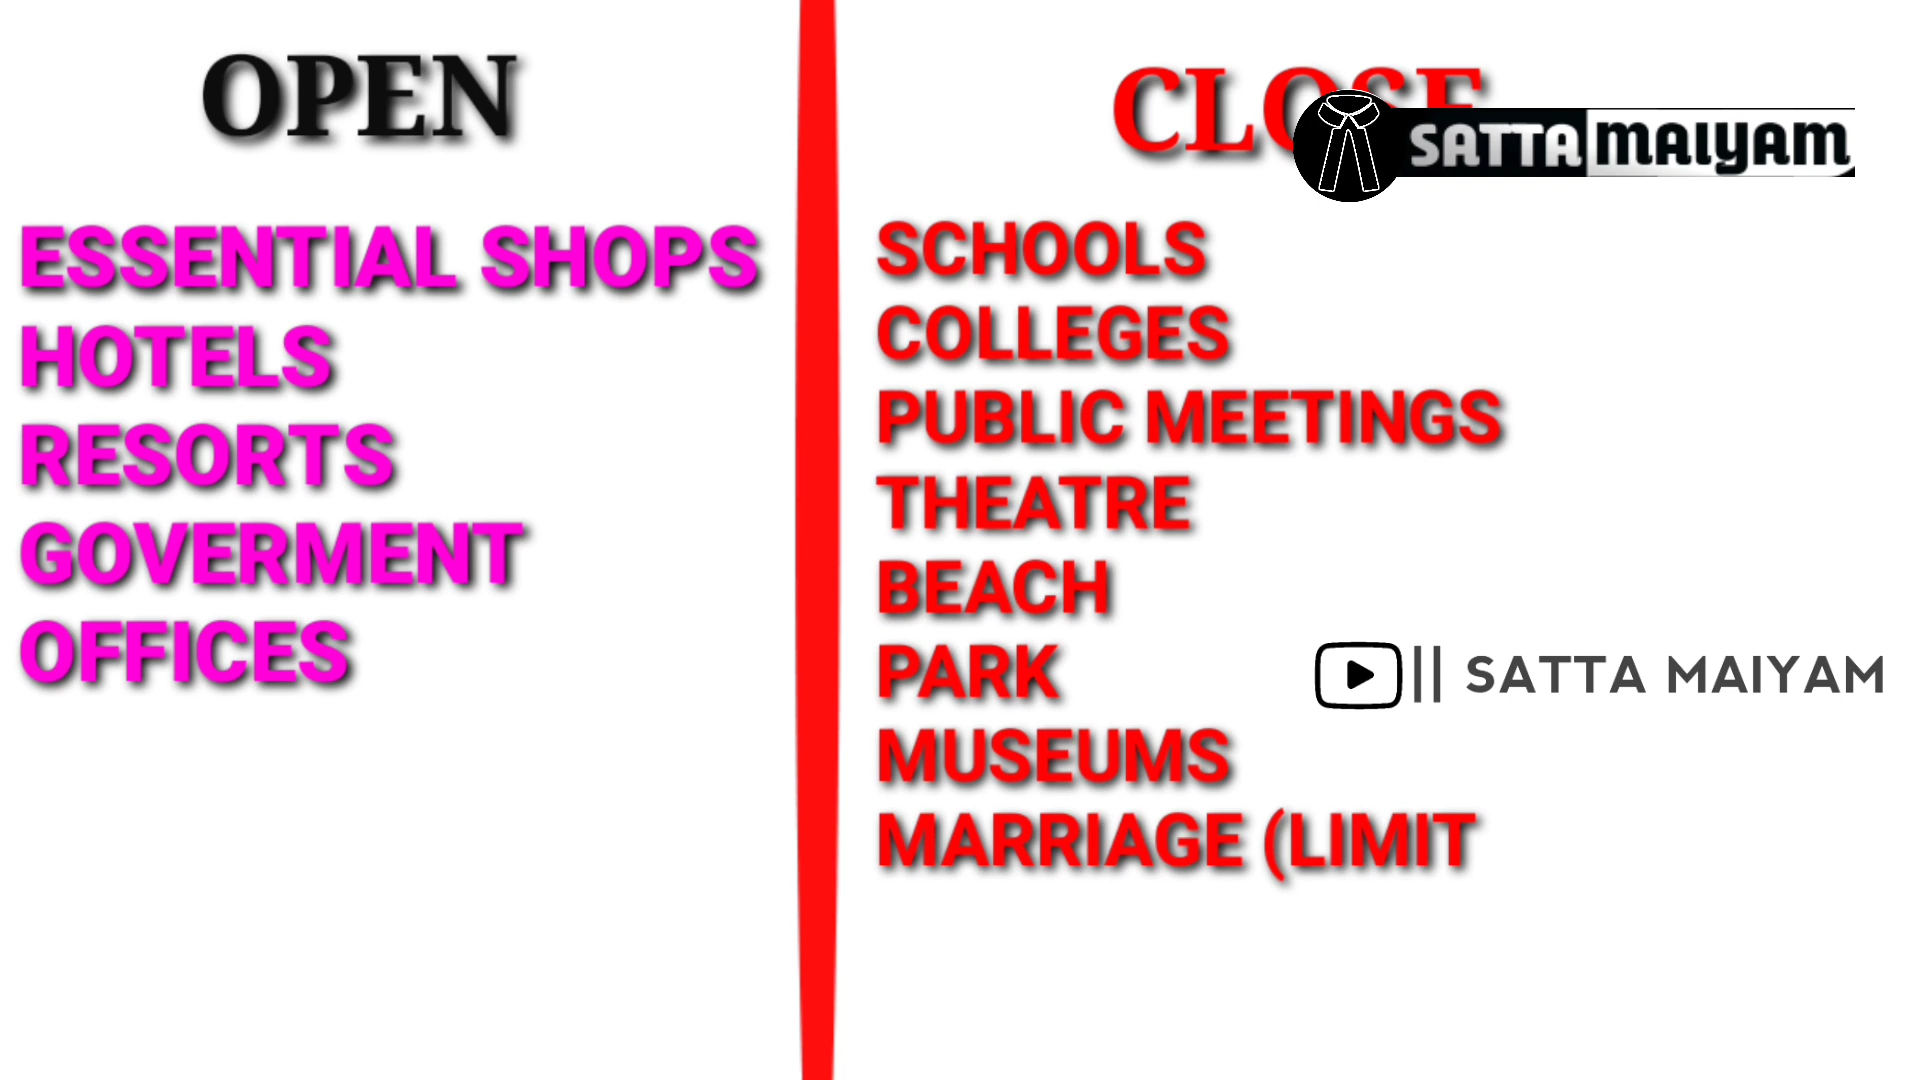 OPEN
ESSENTIAL SHOPS
HOTELS
RESORTS
GOVERMENT
OFFICES
CLOSE
SATTA MAIYAM
SCHOOLS
COLLEGES
PUBLIC MEETINGS
THEATRE
BEACH
PARK
|| SATTA MAIYAM
MUSEUMS
MARRIAGE (LIMIT